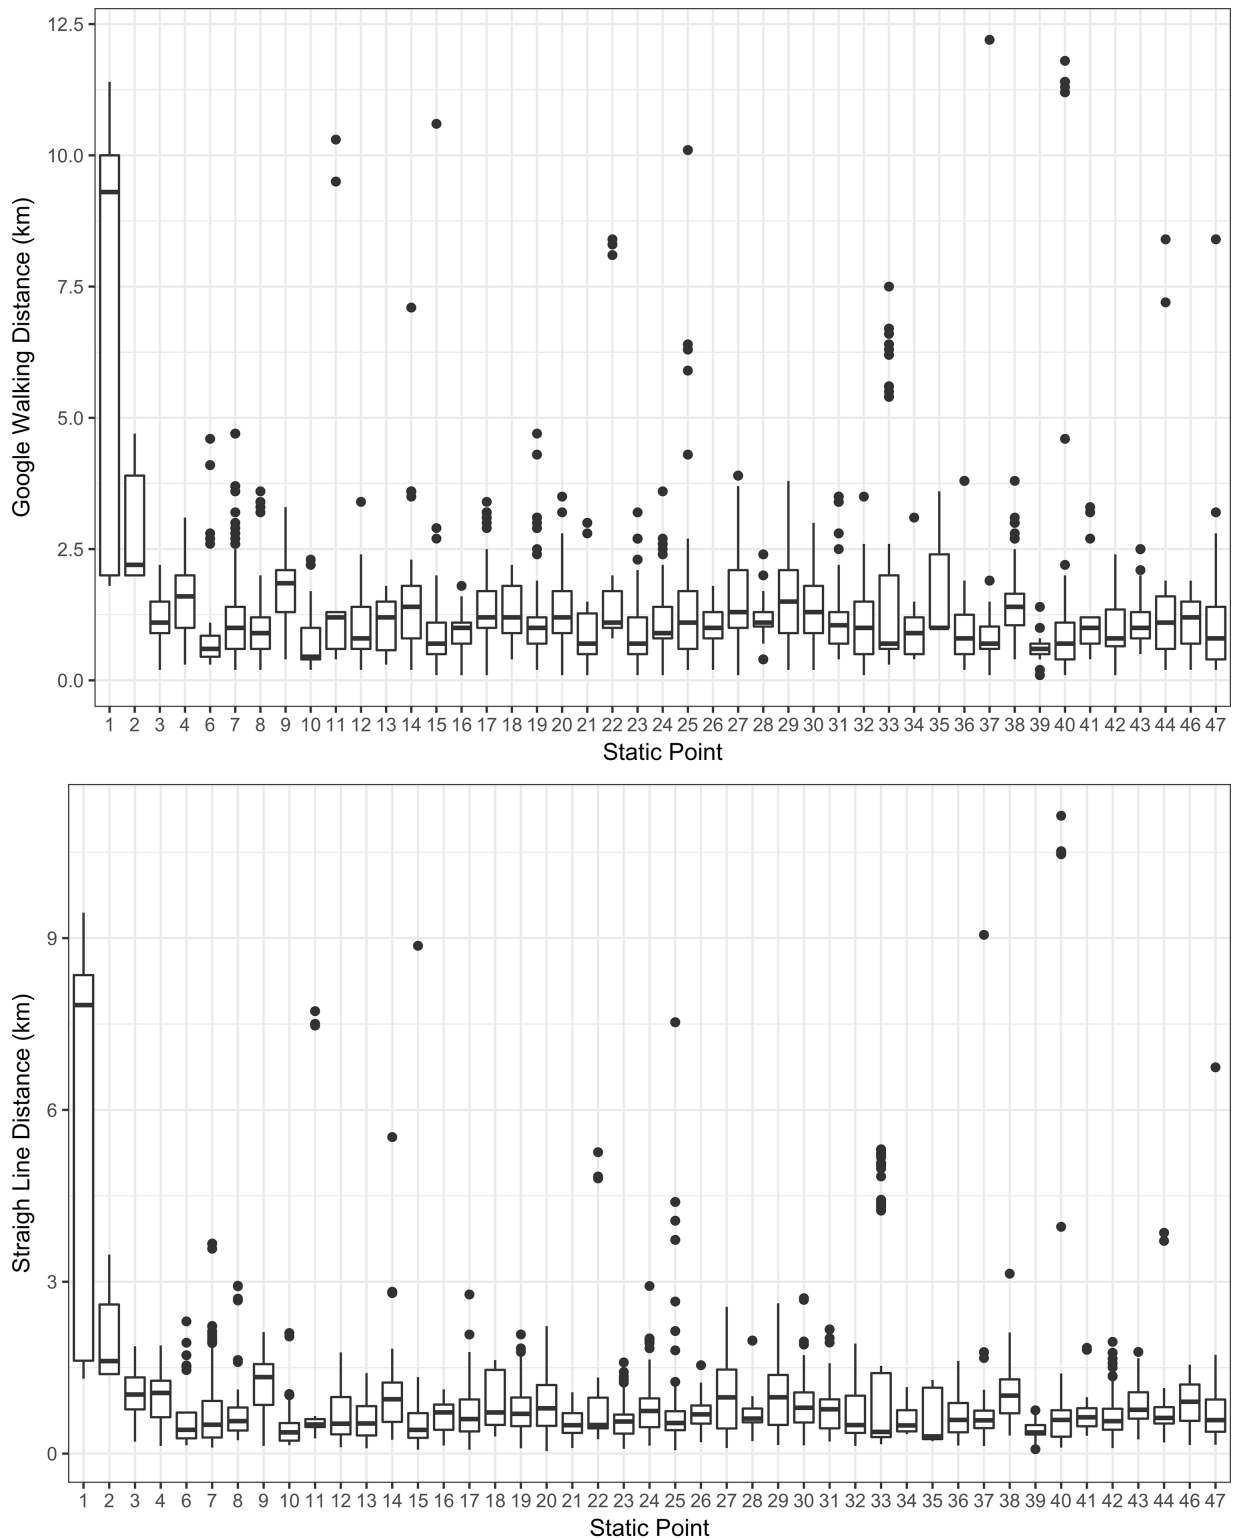 12.5
10.0
7.5
5.0
2.5
0.0
Google Walking Distance (km)
1 2 3 4 6 7 8 9 10 11 12 13 14 15 16 17 18 19 20 21 22 23 24 25 26 27 28 29 30 31 32 33 34 35 36 37 38 39 40 41 42 43 44 46 47
Static Point
9
6
3
0
Straigh Line Distance (km)
1 2 3 4 6 7 8 9 10 11 12 13 14 15 16 17 18 19 20 21 22 23 24 25 26 27 28 29 30 31 32 33 34 35 36 37 38 39 40 41 42 43 44 46 47
Static Point